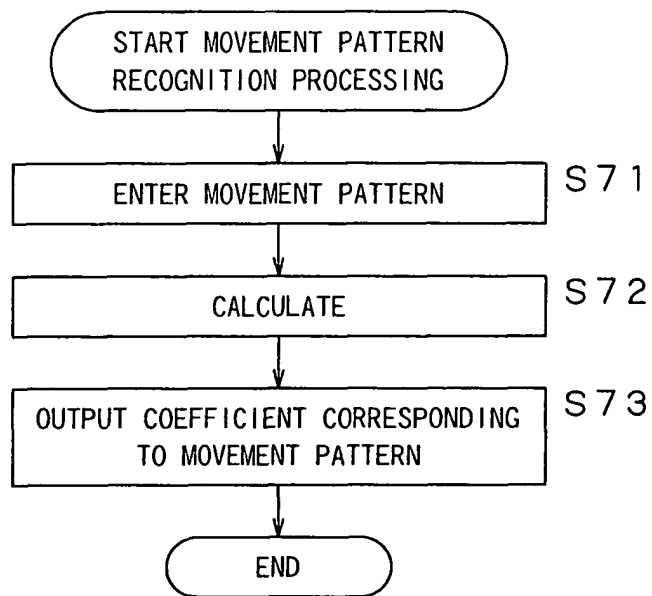 START MOVEMENT PATTERN
RECOGNITION PROCESSING
ENTER MOVEMENT PATTERN
S71
CALCULATE
S72
OUTPUT COEFFICIENT CORRESPONDING
TO MOVEMENT PATTERN
S73
END